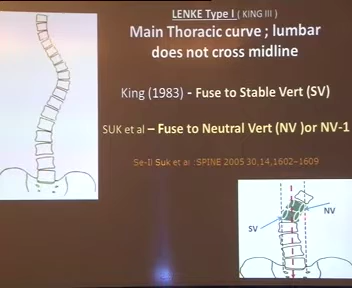 LENKE Type I ( KING III )
Main Thoracic curve ; lumbar
does not cross midline
King (1983) - Fuse to Stable Vert (SV)
SUK et al – Fuse to Neutral Vert (NV )or NV-1
Se-Il Suk et al :SPINE 2005 30,14,1602–1609
NV
SV